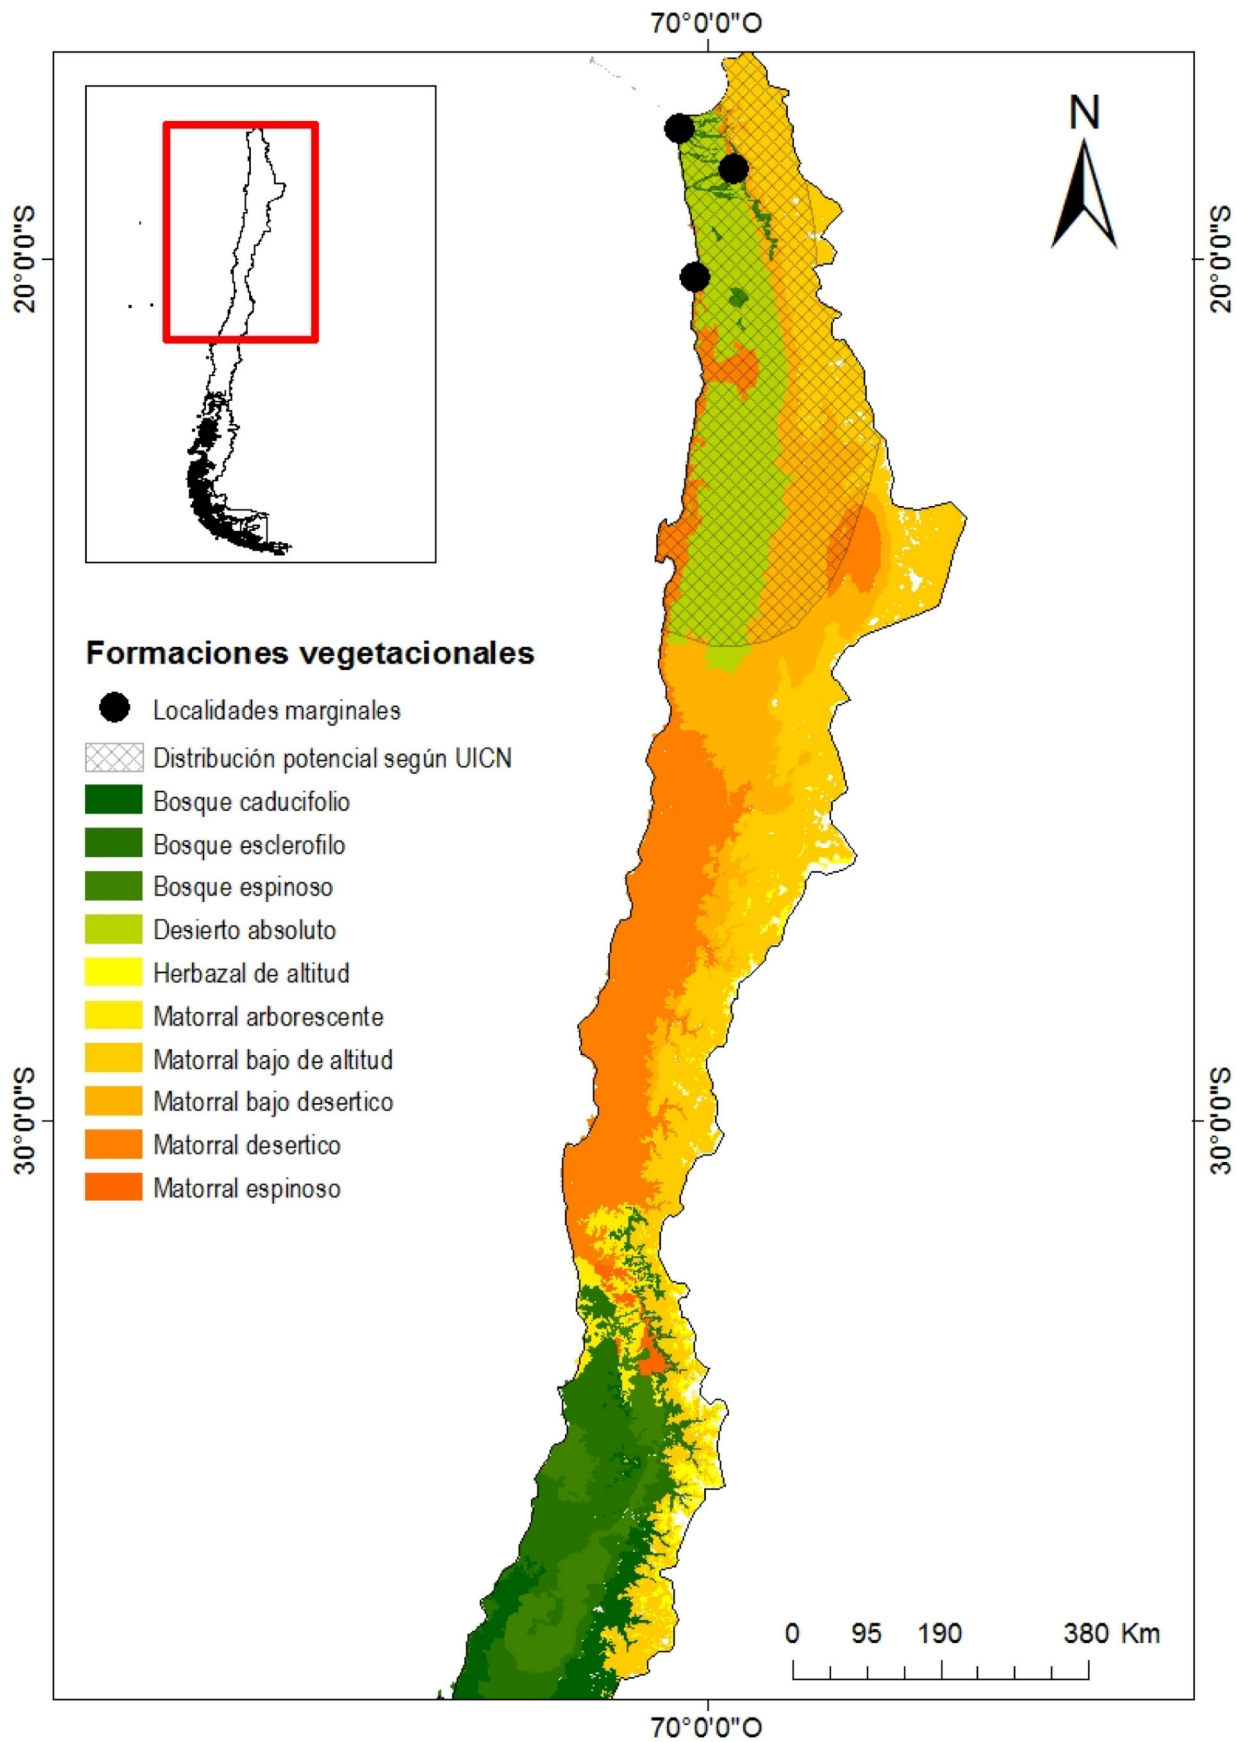 70°0'0"O
N
20°0'0"S
20°0'0"S
Formaciones vegetacionales
Localidades marginales
Distribución potencial según UICN
Bosque caducifolio
Bosque esclerofilo
Bosque espinoso
Desierto absoluto
Herbazal de altitud
Matorral arborescente
Matorral bajo de altitud
Matorral bajo desertico
Matorral desertico
Matorral espinoso
30°0'0"S
30°0'0"S
0 95 190 380 Km
70°0'0"O